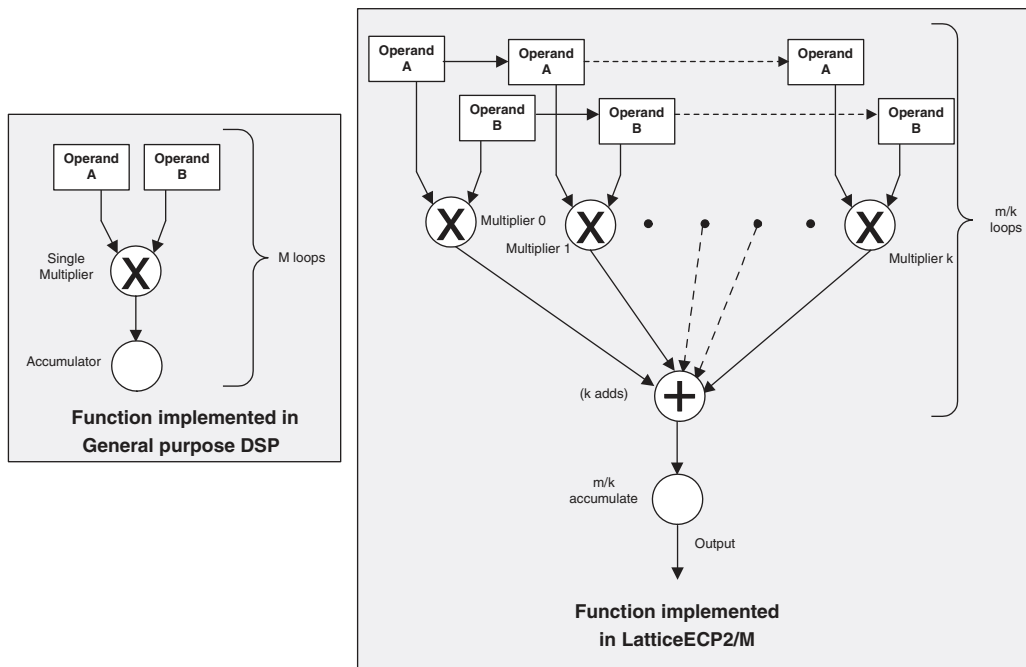 Operand
A
Operand
B
Single
Multiplier
X
M loops
Accumulator
Function implemented in
General purpose DSP
Operand
A
Operand
A
Operand
A
Operand
B
Operand
B
Operand
B
X
Multiplier 0
X
Multiplier 1
X
Multiplier k
m/k
loops
(k adds)
+
m/k
accumulate
Output
Function implemented
in LatticeECP2/M